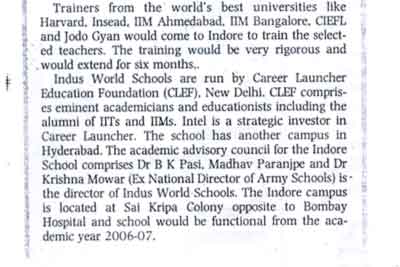 Trainers from the world's best universities like
Harvard, Insead, IIM Ahmedabad, IIM Bangalore, CIEFL
and Jodo Gyan would come to Indore to train the select-
ed teachers. The training would be very rigorous and
would extend for six months,.
Indus World Schools are run by Career Launcher
Education Foundation (CLEF), New Delhi. CLEF compris-
es eminent academicians and educationists including the
alumni of IITs and IIMs. Intel is a strategic investor in
Career Launcher. The school has another campus in
Hyderabad. The academic advisory council for the Indore
School comprises Dr B K Pasi, Madhav Paranjpe and Dr
Krishna Mowar (Ex National Director of Army Schools) is
the director of Indus World Schools. The Indore campus
is located at Sai Kripa Colony opposite to Bombay
Hospital and school would be functional from the aca-
demic year 2006-07.